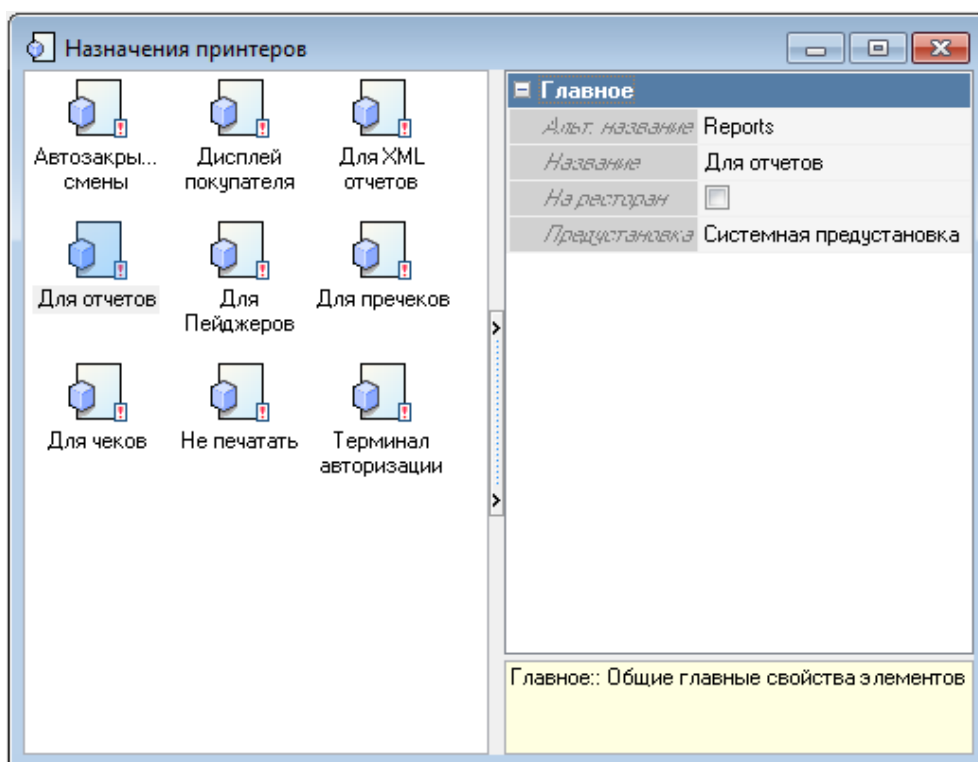 Назначения принтеров
Автозакры...
смены
Дисплей
покупателя
Для XML
отчетов
Для отчетов
Для
Пейджеров
Для пречеков
Для чеков
Не печатать
Терминал
авторизации
Главное
Альт. название Reports
Название Для отчетов
На ресторан
Предустановка Системная предустановка
Главное:: Общие главные свойства элементов